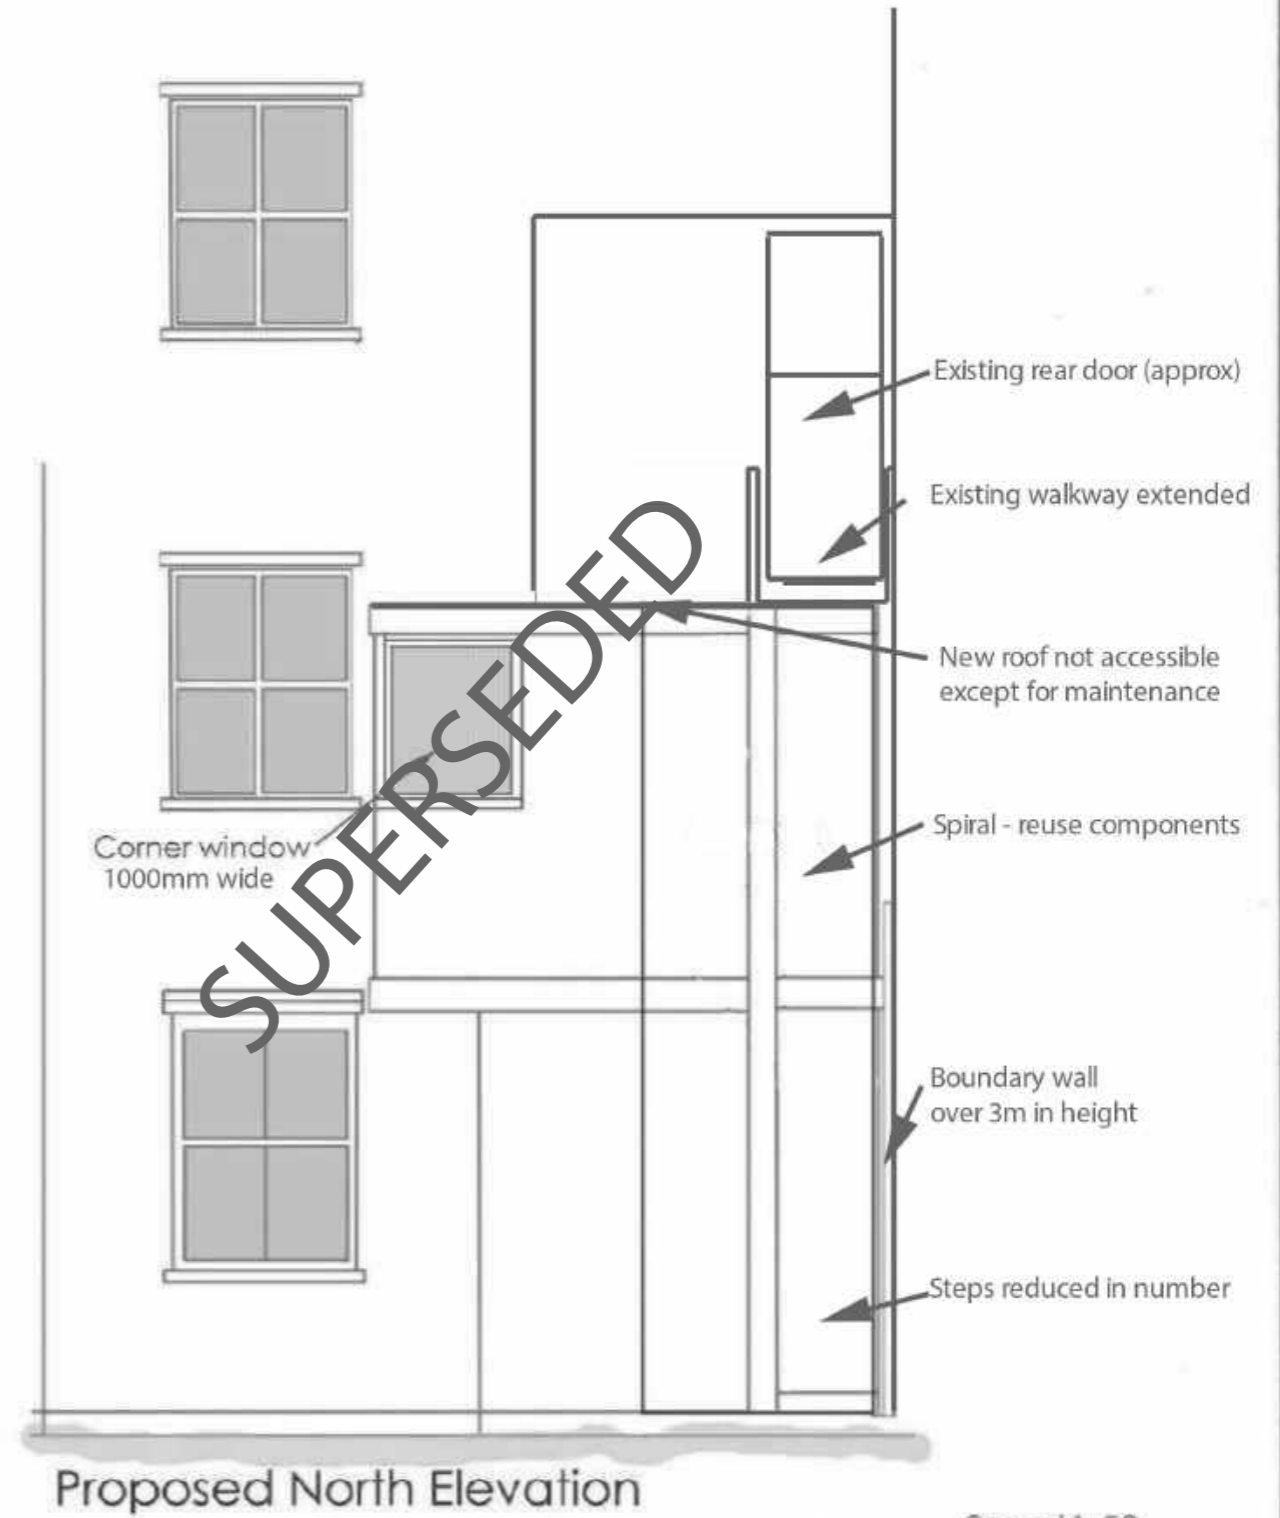 Existing rear door (approx)
Existing walkway extended
New roof not accessible
except for maintenance
Spiral - reuse components
Corner window
1000mm wide
SUPERSEDED
Boundary wall
over 3m in height
Steps reduced in number
Proposed North Elevation